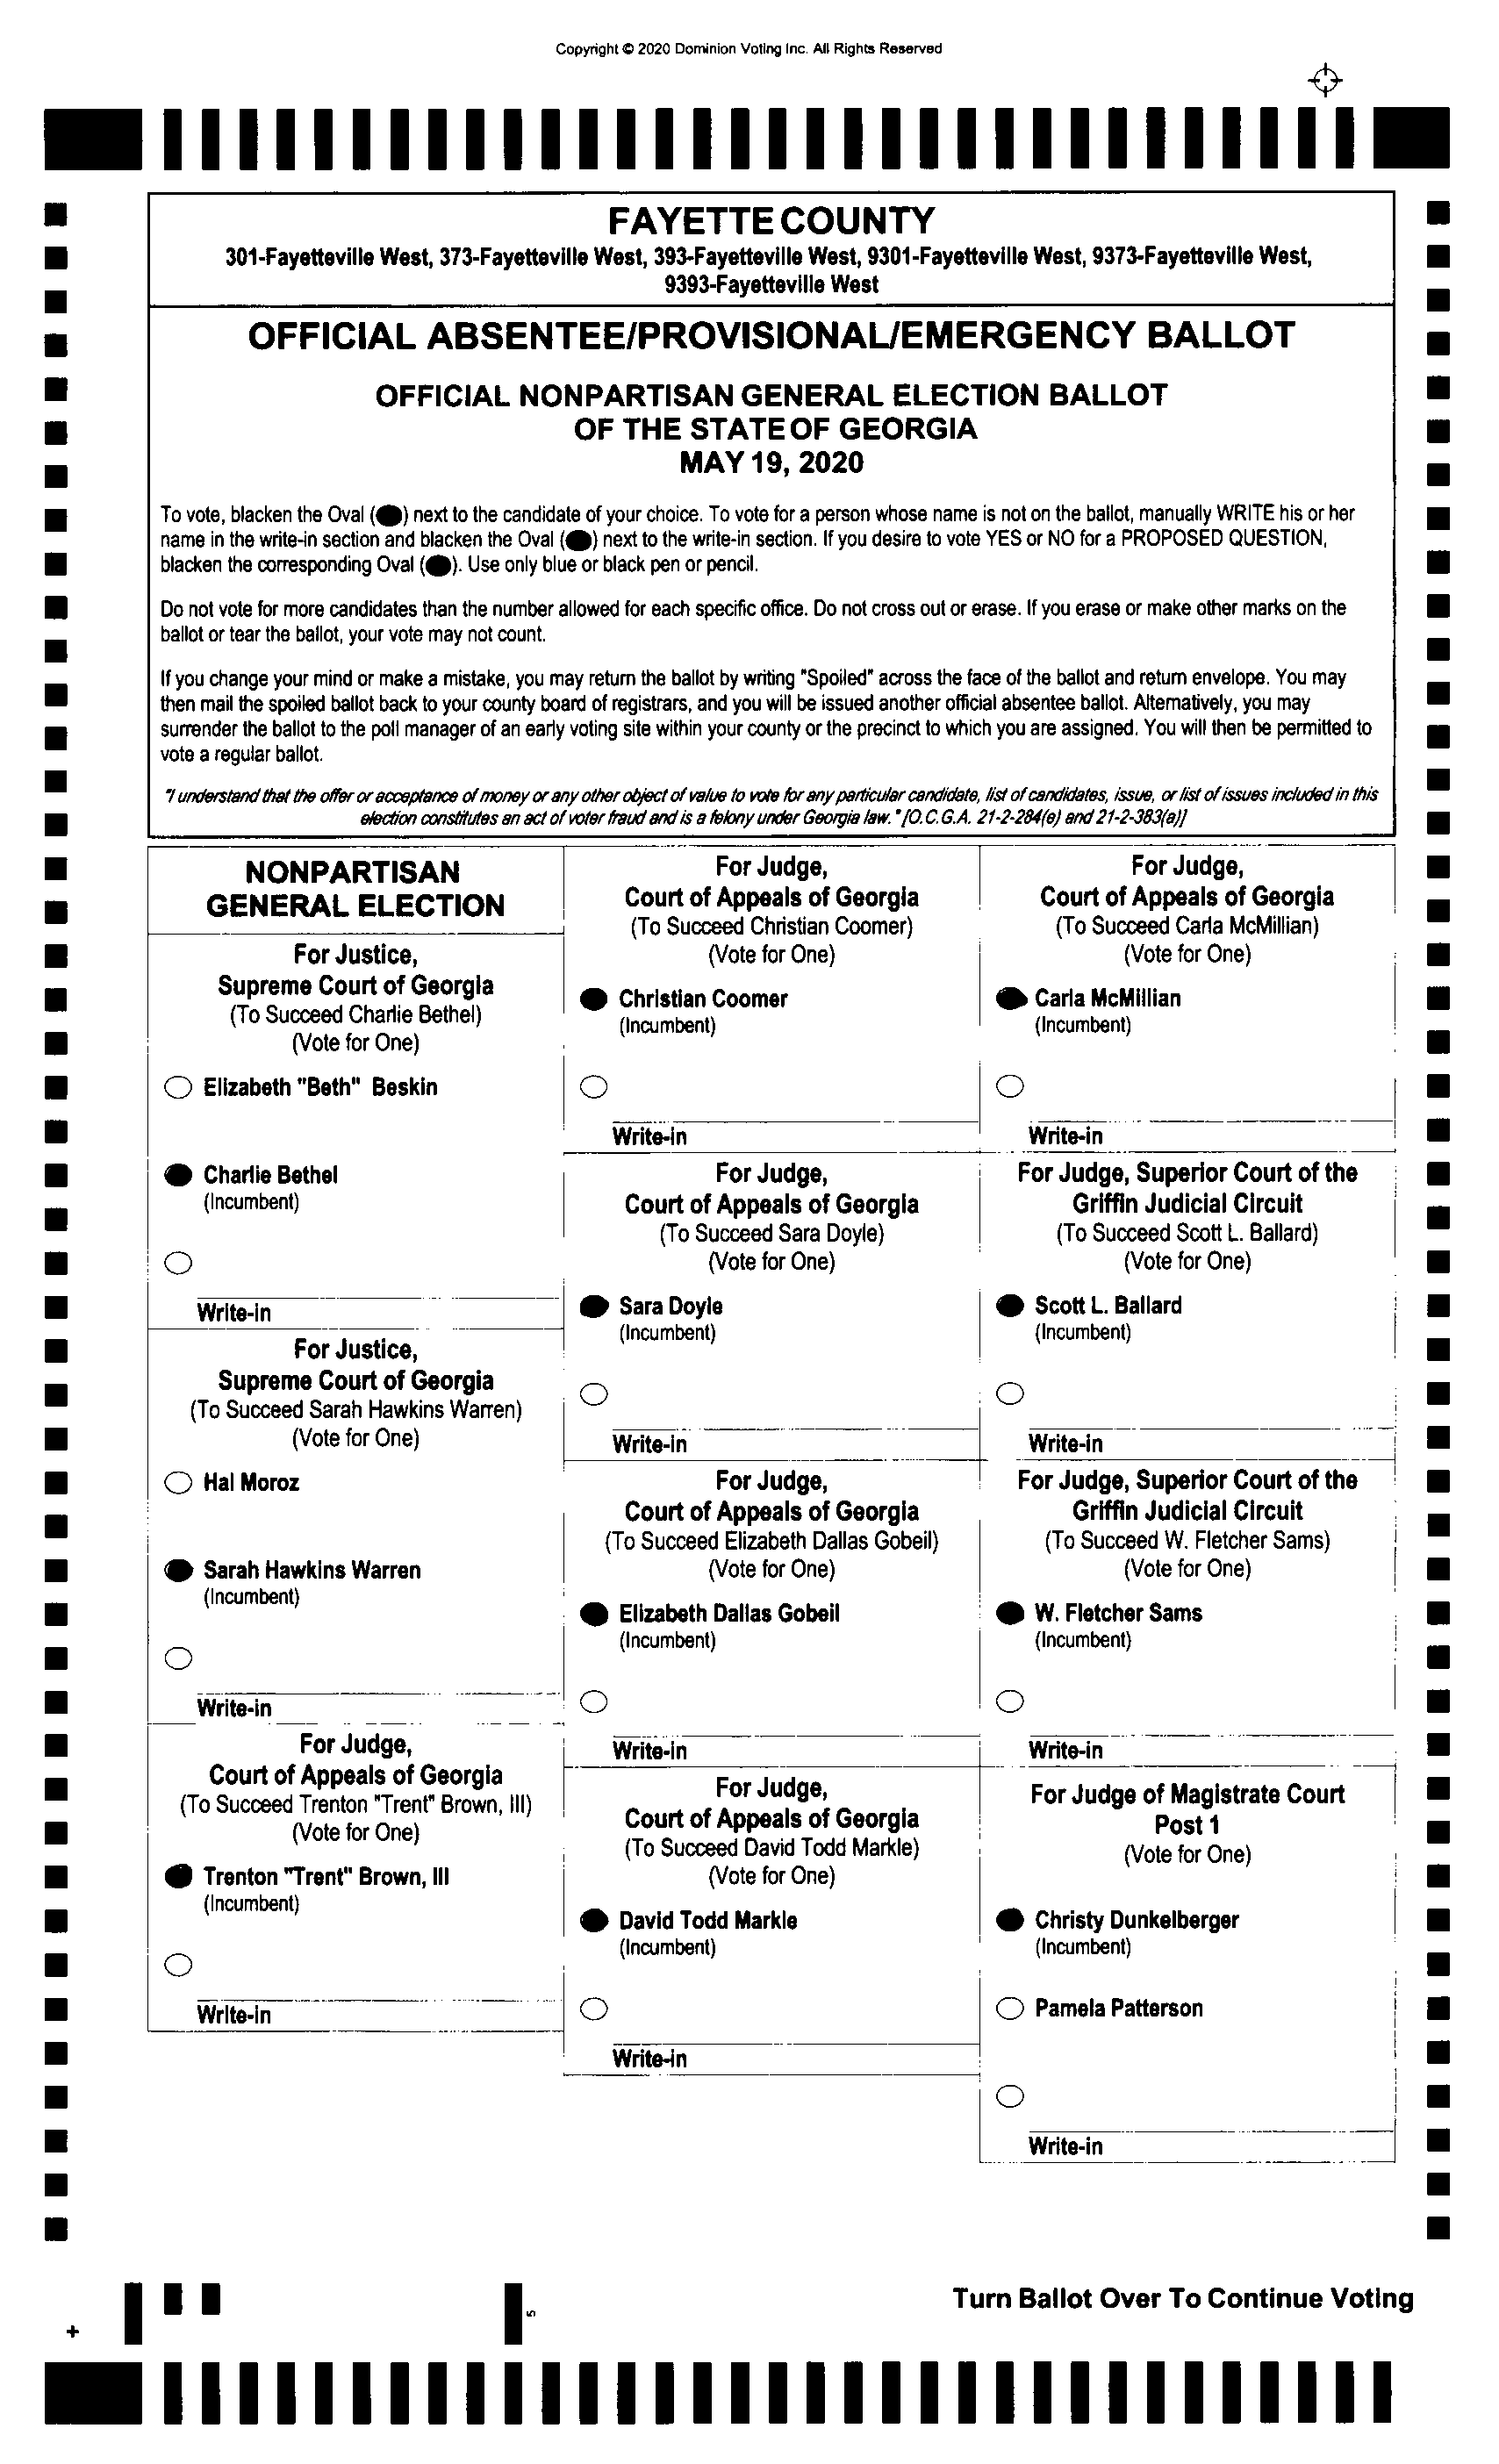 Copyright © 2020 Dominion Voting Inc. All Rights Reserved
FAYETTE COUNTY
301-Fayetteville West, 373-Fayetteville West, 393-Fayetteville West, 9301-Fayetteville West, 9373-Fayetteville West,
9393-Fayetteville West
OFFICIAL ABSENTEE/PROVISIONAL/EMERGENCY BALLOT
OFFICIAL NONPARTISAN GENERAL ELECTION BALLOT
OF THE STATE OF GEORGIA
MAY 19, 2020
To vote, blacken the Oval ( ) next to the candidate of your choice. To vote for a person whose name is not on the ballot, manually WRITE his or her
name in the write-in section and blacken the Oval ( ) next to the write-in section. If you desire to vote YES or NO for a PROPOSED QUESTION,
blacken the corresponding Oval ( ). Use only blue or black pen or pencil.
Do not vote for more candidates than the number allowed for each specific office. Do not cross out or erase. If you erase or make other marks on the
ballot or tear the ballot, your vote may not count.
If you change your mind or make a mistake, you may return the ballot by writing "Spoiled" across the face of the ballot and return envelope. You may
then mail the spoiled ballot back to your county board of registrars, and you will be issued another official absentee ballot. Alternatively, you may
surrender the ballot to the poll manager of an early voting site within your county or the precinct to which you are assigned. You will then be permitted to
vote a regular ballot.
"I understand that the offer or acceptance of money or any other object of value to vote for any particular candidate, list of candidates, issue, or list of issues included in this
election constitutes an act of voter fraud and is a felony under Georgia law." [O.C.G.A. 21-2-284(e) and 21-2-383(a)]
NONPARTISAN
GENERAL ELECTION
For Justice,
Supreme Court of Georgia
(To Succeed Charlie Bethel)
(Vote for One)
Elizabeth "Beth" Beskin
Charlie Bethel
(Incumbent)
Write-in
For Justice,
Supreme Court of Georgia
(To Succeed Sarah Hawkins Warren)
(Vote for One)
Hal Moroz
Sarah Hawkins Warren
(Incumbent)
Write-in
For Judge,
Court of Appeals of Georgia
(To Succeed Trenton "Trent" Brown, III)
(Vote for One)
Trenton "Trent" Brown, III
(Incumbent)
Write-in
For Judge,
Court of Appeals of Georgia
(To Succeed Christian Coomer)
(Vote for One)
Christian Coomer
(Incumbent)
Write-in
For Judge,
Court of Appeals of Georgia
(To Succeed Sara Doyle)
(Vote for One)
Sara Doyle
(Incumbent)
Write-in
For Judge,
Court of Appeals of Georgia
(To Succeed Elizabeth Dallas Gobeil)
(Vote for One)
Elizabeth Dallas Gobeil
(Incumbent)
Write-in
For Judge,
Court of Appeals of Georgia
(To Succeed David Todd Markle)
(Vote for One)
David Todd Markle
(Incumbent)
Write-in
For Judge,
Court of Appeals of Georgia
(To Succeed Carla McMillian)
(Vote for One)
Carla McMillian
(Incumbent)
Write-in
For Judge, Superior Court of the
Griffin Judicial Circuit
(To Succeed Scott L. Ballard)
(Vote for One)
Scott L. Ballard
(Incumbent)
Write-in
For Judge, Superior Court of the
Griffin Judicial Circuit
(To Succeed W. Fletcher Sams)
(Vote for One)
W. Fletcher Sams
(Incumbent)
Write-in
For Judge of Magistrate Court
Post 1
(Vote for One)
Christy Dunkelberger
(Incumbent)
Pamela Patterson
Write-in
Turn Ballot Over To Continue Voting
5
+